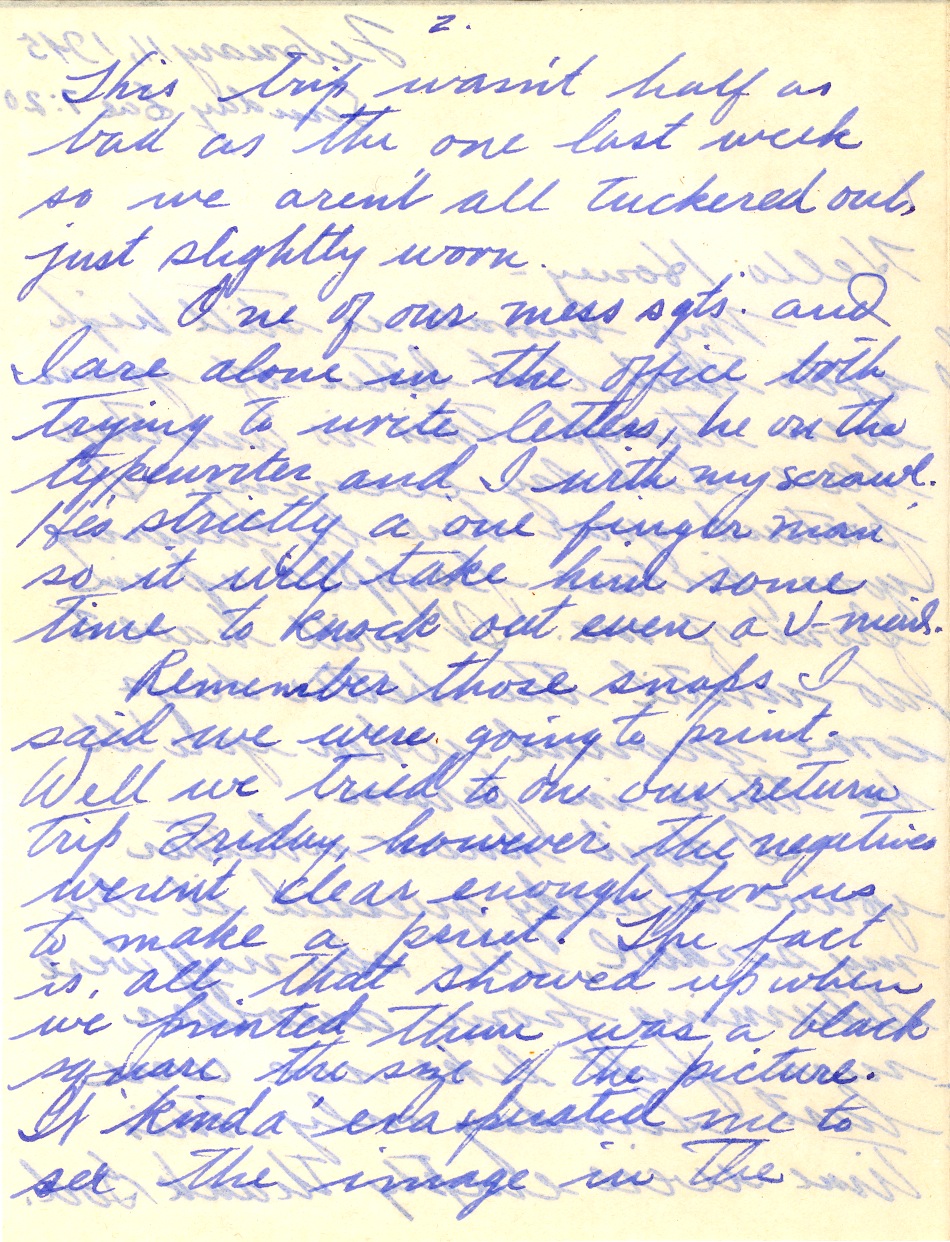 2.
This trip wasn't half as
bad as the one last week
so we aren't all tuckered out,
just slightly worn.
One of our mess sgts. and
I are alone in the office both
trying to write letters, he on the
typewriter and I with my scrawl.
He's strictly a 'one finger man'
so it will take him some
time to knock out even a V-mail.
Remember those snaps I
said we were going to print.
Well we tried to on our return
trip Friday, however the negatives
weren't clear enough for us
to make a print. The fact
is, all that showed up when
we printed them was a black
square the size of the picture.
It 'kinda' exasperated me to
see the image in the